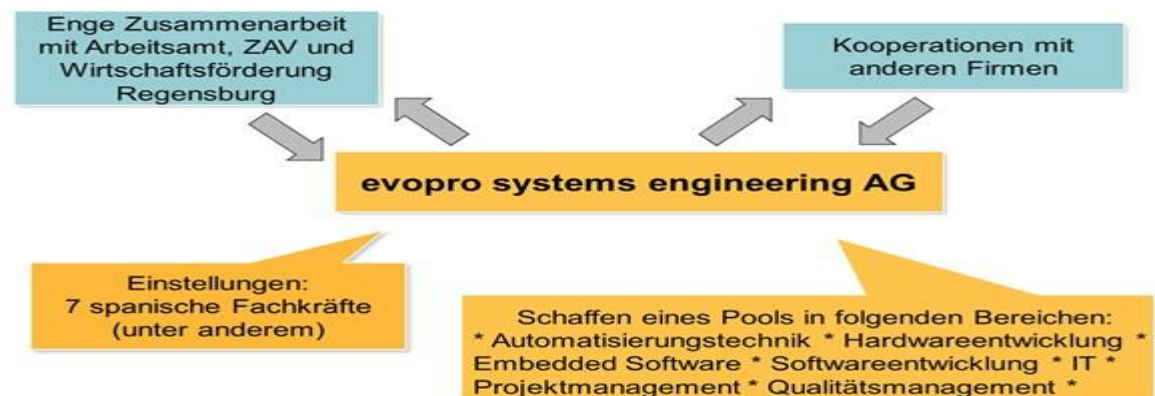 Enge Zusammenarbeit
mit Arbeitsamt, ZAV und
Wirtschaftsförderung
Regensburg
Kooperationen mit
anderen Firmen
evopro systems engineering AG
Einstellungen:
7 spanische Fachkräfte
(unter anderem)
Schaffen eines Pools in folgenden Bereichen:
* Automatisierungstechnik * Hardwareentwicklung *
Embedded Software * Softwareentwicklung * IT *
Projektmanagement * Qualitätsmanagement *